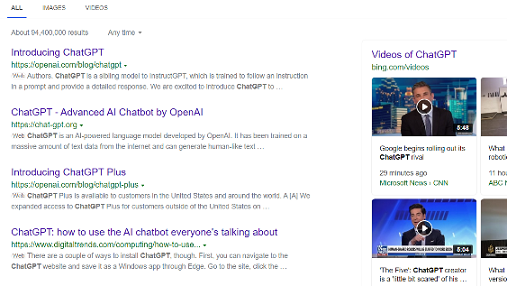 ALL IMAGES VIDEOS
About 94,400,000 results Any time
Introducing ChatGPT
https://openai.com/blog/chatgpt
Web Authors. ChatGPT is a sibling model to InstructGPT, which is trained to follow an instruction
in a prompt and provide a detailed response. We are excited to introduce ChatGPT to …
ChatGPT - Advanced AI Chatbot by OpenAI
https://chat-gpt.org
Web ChatGPT is an AI-powered language model developed by OpenAI. It has been trained on a
massive amount of text data from the internet and can generate human-like text …
Introducing ChatGPT Plus
https://openai.com/blog/chatgpt-plus
Web ChatGPT Plus is available to customers in the United States and around the world. A [A] We
expanded access to ChatGPT Plus for customers outside of the United States on …
ChatGPT: how to use the AI chatbot everyone's talking about
https://www.digitaltrends.com/computing/how-to-use...
Web There are a couple of ways to install ChatGPT, though. First, you can navigate to the
ChatGPT website and save it as a Windows app through Edge. Go to the site, click the …
Videos of ChatGPT
bing.com/videos
5:48
Google begins rolling out its
ChatGPT rival
29 minutes ago
Microsoft News › CNN
What
robotic
11 hou
ABC N
5:04
'The Five': ChatGPT creator
is a "little bit scared' of his …
What
version